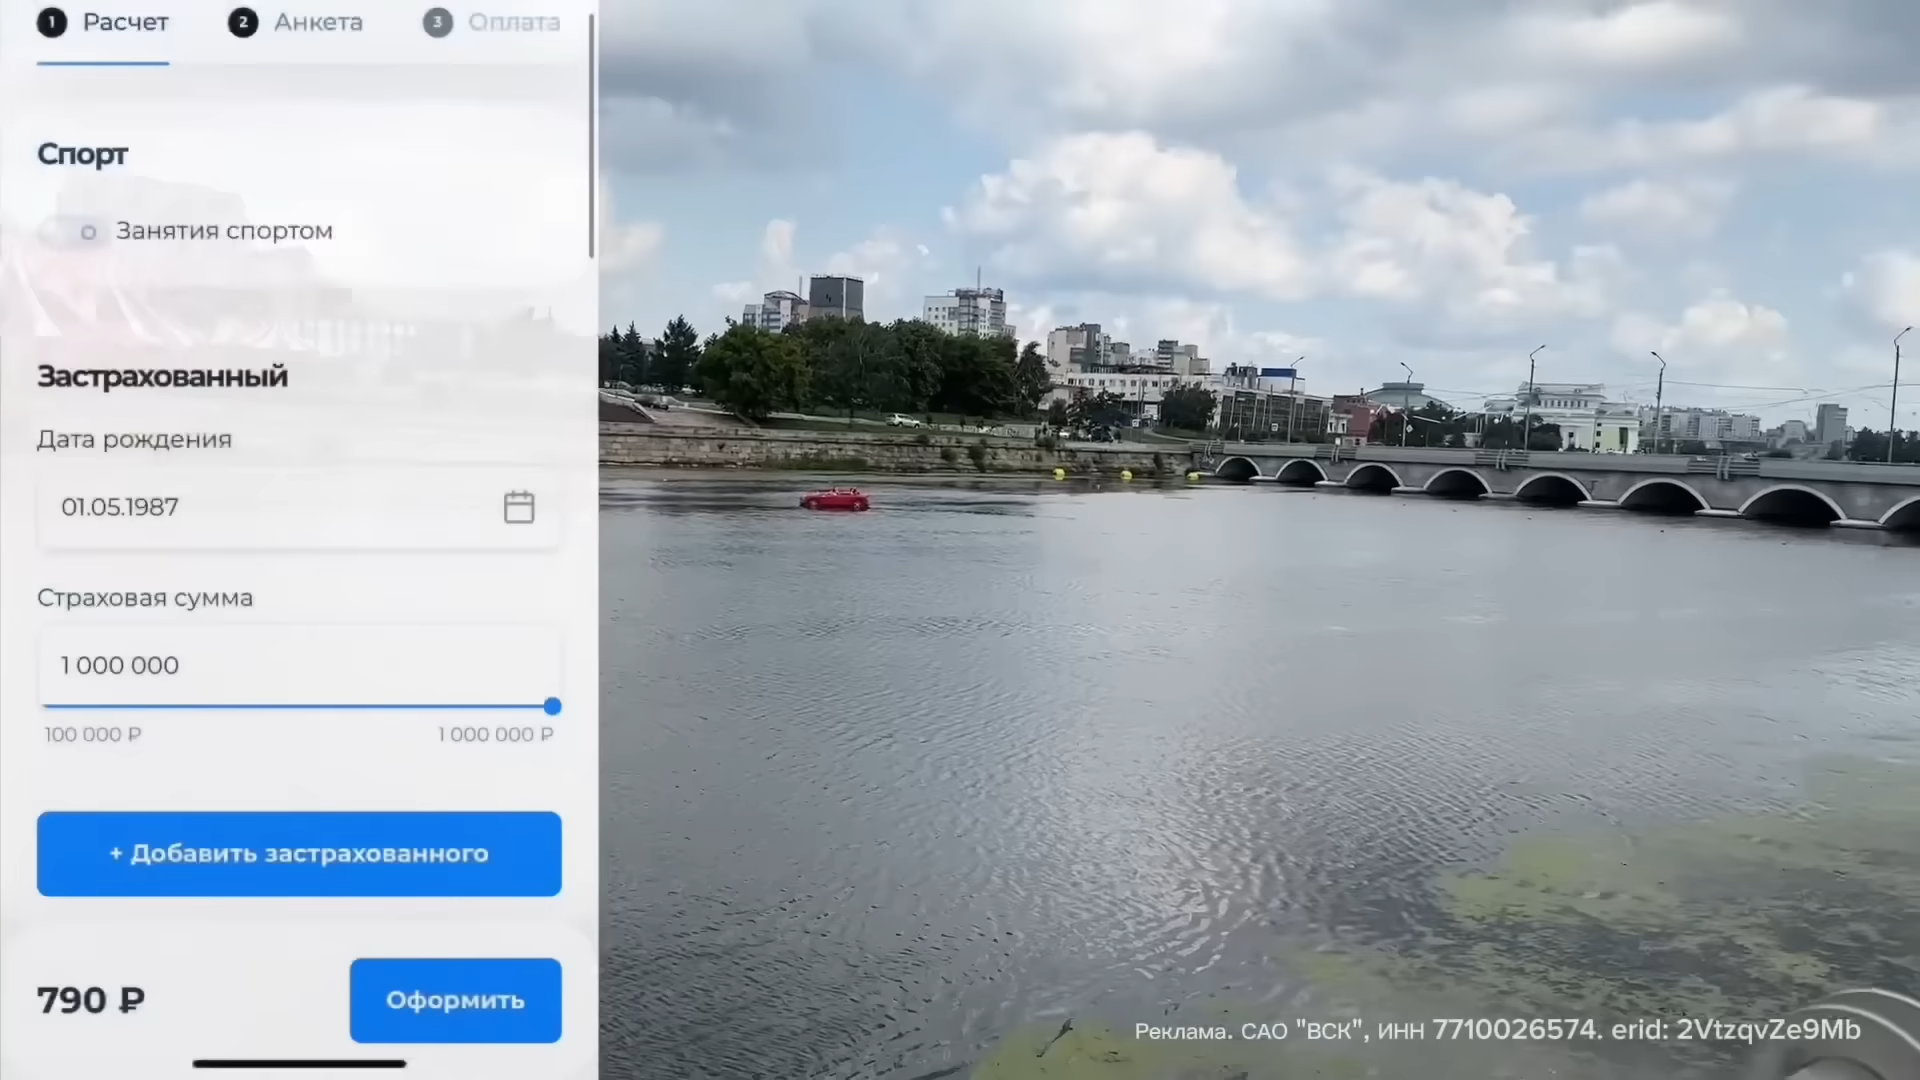 1 Расчет 2 Анкета 3 Оплата
Спорт
Занятия спортом
Застрахованный
Дата рождения
01.05.1987
Страховая сумма
1 000 000
100 000 ₽ 1 000 000 ₽
+ Добавить застрахованного
790 ₽ Оформить
Реклама. САО "ВСК", ИНН 7710026574. erid: 2VtzqvZe9Mb